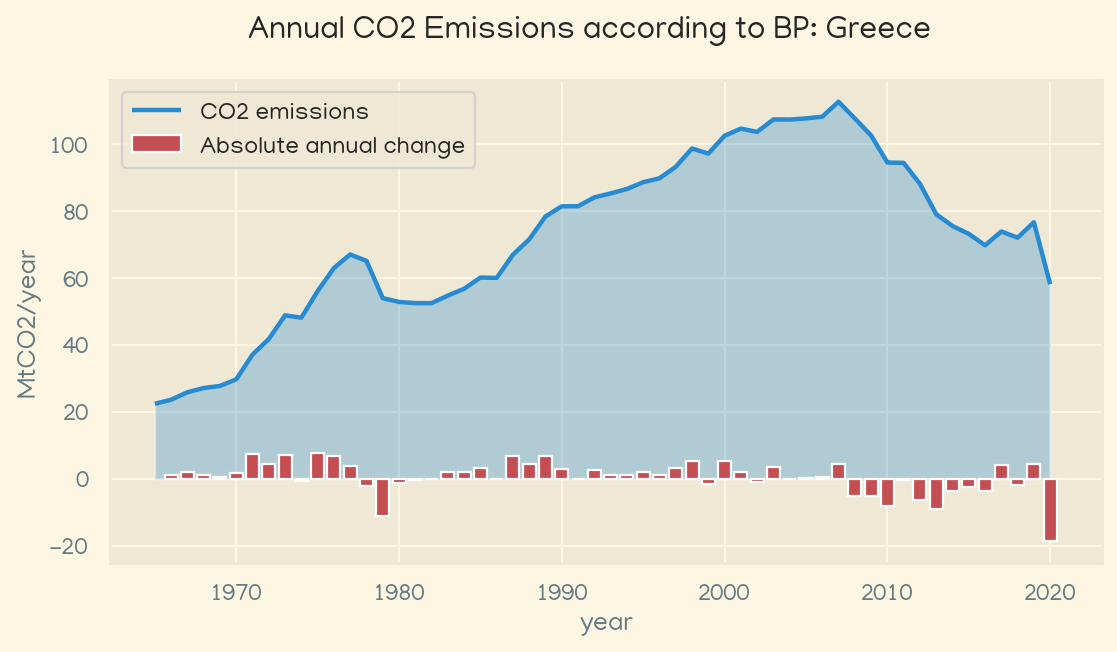 Annual CO2 Emissions according to BP: Greece
CO2 emissions
Absolute annual change
MtCO2/year
100
80
60
40
20
0
−20
1970
1980
1990
2000
2010
2020
year